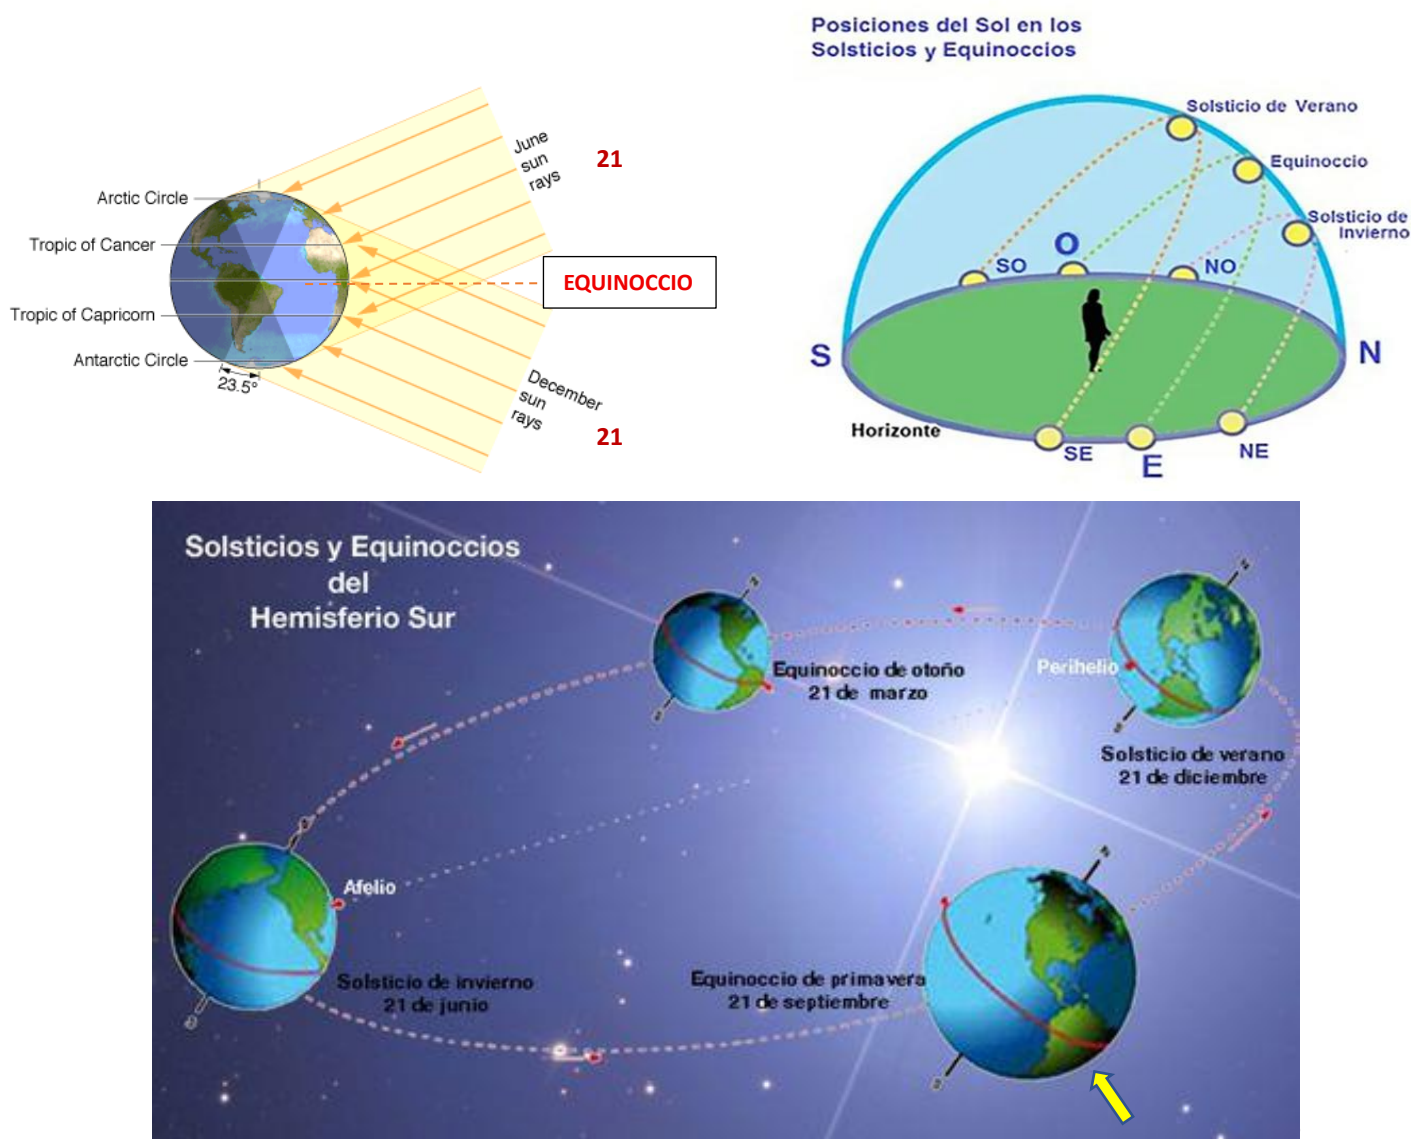 Posiciones del Sol en los
Solsticios y Equinoccios
June
sun
rays
21
Arctic Circle
Tropic of Cancer
EQUINOCCIO
Tropic of Capricorn
Antarctic Circle
23.5°
December
sun
rays
21
Solsticio de Verano
Equinoccio
Solsticio de
Invierno
SO
O
NO
S
N
Horizonte
SE
E
NE
Solsticios y Equinoccios
del
Hemisferio Sur
N
S
Equinoccio de otoño
21 de marzo
N
Perihelio
S
Solsticio de verano
21 de diciembre
Afelio
Solsticio de invierno
21 de junio
S
N
Equinoccio de primavera
21 de septiembre
S